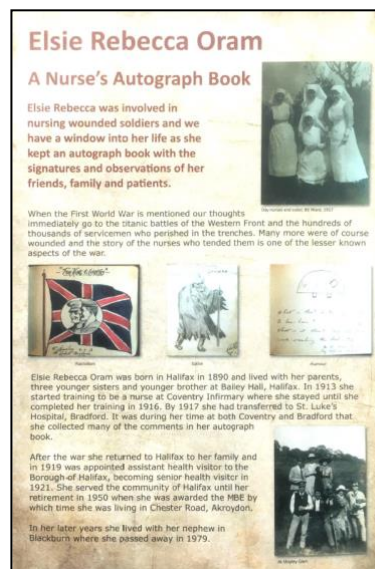 Elsie Rebecca Oram
A Nurse's Autograph Book
Elsie Rebecca was involved in
nursing wounded soldiers and we
have a window into her life as she
kept an autograph book with the
signatures and observations of her
friends, family and patients.
When the First World War is mentioned our thoughts
immediately go to the titanic battles of the Western Front and the hundreds of
thousands of servicemen who perished in the trenches. Many more were of course
wounded and the story of the nurses who tended them is one of the lesser known
aspects of the war.
Elsie Rebecca Oram was born in Halifax in 1890 and lived with her parents,
three younger sisters and younger brother at Bailey Hall, Halifax. In 1913 she
started training to be a nurse at Coventry Infirmary where she stayed until she
completed her training in 1916. By 1917 she had transferred to St. Luke's
Hospital, Bradford. It was during her time at both Coventry and Bradford that
she collected many of the comments in her autograph
book.
After the war she returned to Halifax to her family and
in 1919 was appointed assistant health visitor to the
Borough of Halifax, becoming senior health visitor in
1921. She served the community of Halifax until her
retirement in 1950 when she was awarded the MBE by
which time she was living in Chester Road, Akroydon.
In her later years she lived with her nephew in
Blackburn where she passed away in 1979.